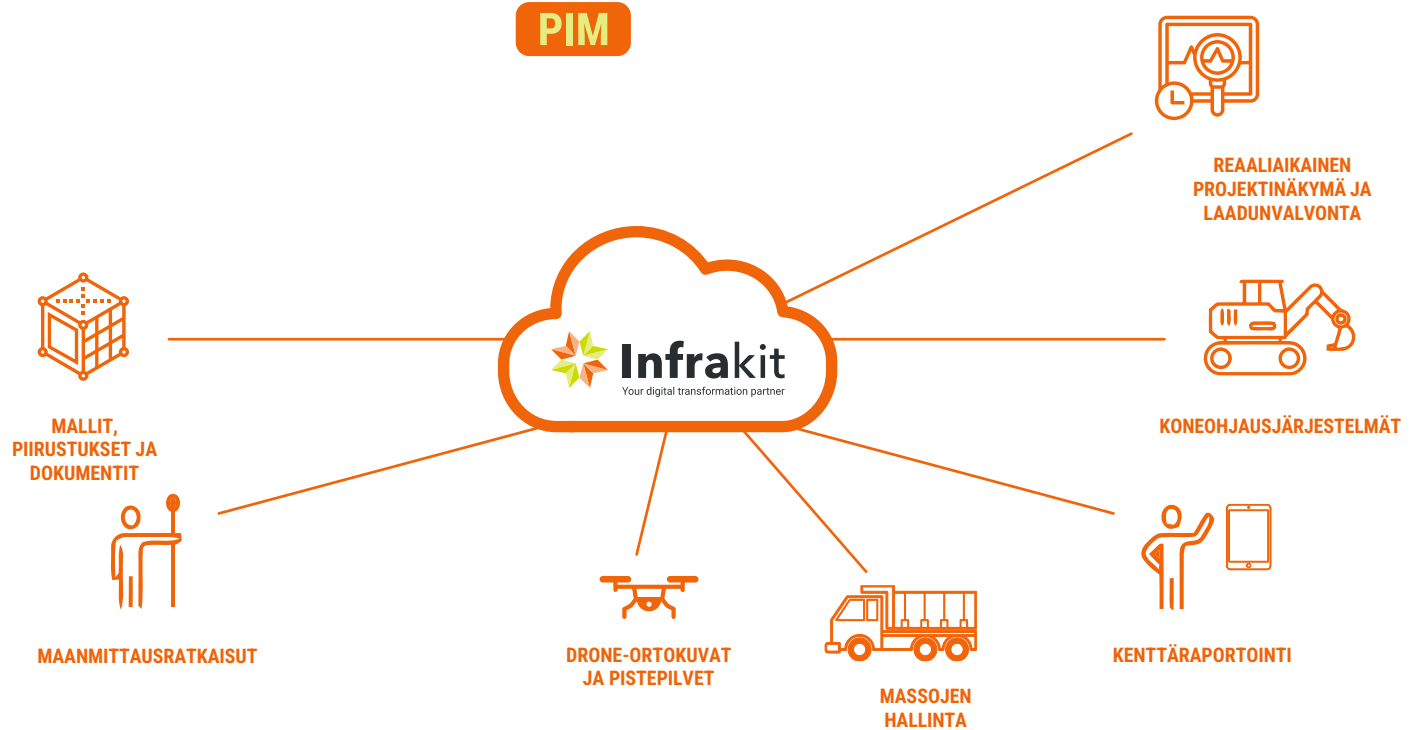 PIM
REAALIAIKAINEN
PROJEKTINÄKYMÄ JA
LAADUNVALVONTA
Infrakit
Your digital transformation partner
MALLIT,
PIIRUSTUKSET JA
DOKUMENTIT
KONEOHJAUSJÄRJESTELMÄT
MAANMITTAUSRATKAISUT
DRONE-ORTOKUVAT
JA PISTEPILVET
MASSOJEN
HALLINTA
KENTTÄRAPORTOINTI